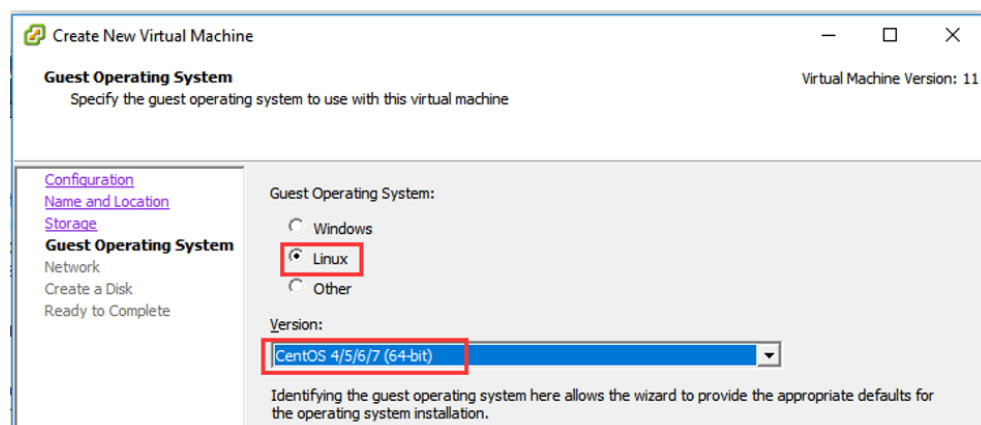 Create New Virtual Machine
Guest Operating System
Virtual Machine Version: 11
Specify the guest operating system to use with this virtual machine
Configuration
Name and Location
Storage
Guest Operating System
Network
Create a Disk
Ready to Complete
Guest Operating System:
Windows
Linux
Other
Version:
CentOS 4/5/6/7 (64-bit)
Identifying the guest operating system here allows the wizard to provide the appropriate defaults for
the operating system installation.